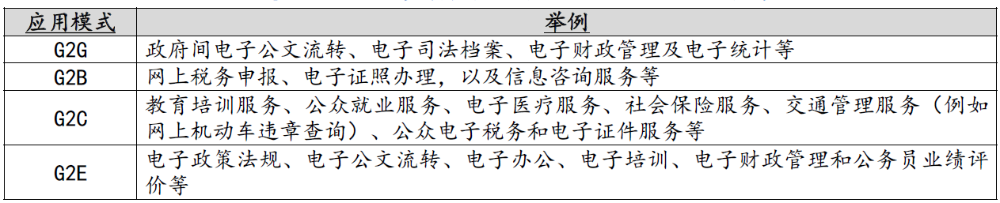 应用模式 举例
G2G 政府间电子公文流转、电子司法档案、电子财政管理及电子统计等
G2B 网上税务申报、电子证照办理，以及信息咨询服务等
G2C 教育培训服务、公众就业服务、电子医疗服务、社会保险服务、交通管理服务（例如
网上机动车违章查询）、公众电子税务和电子证件服务等
G2E 电子政策法规、电子公文流转、电子办公、电子培训、电子财政管理和公务员业绩评
价等